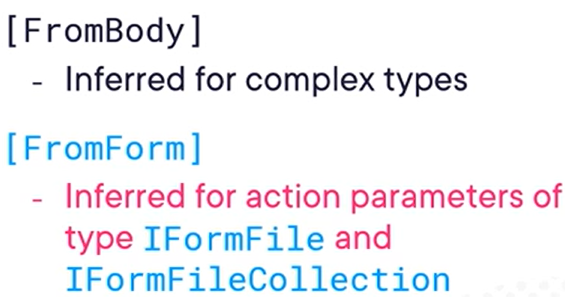 [FromBody]
- Inferred for complex types
[FromForm]
- Inferred for action parameters of
type IFormFile and
IFormFileCollection